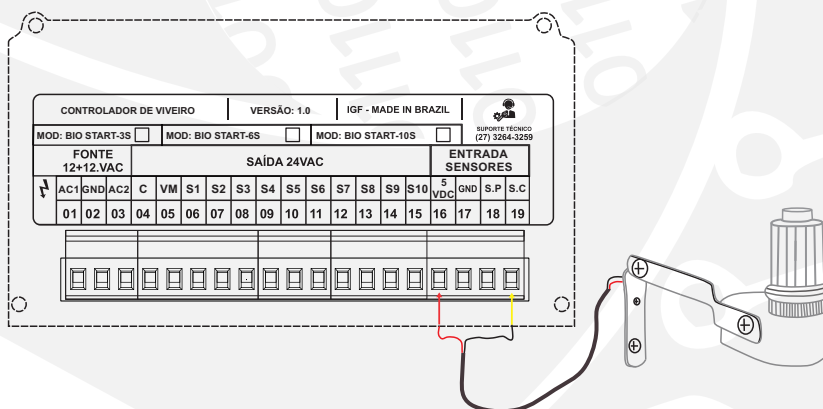 CONTROLADOR DE VIVEIRO VERSÃO: 1.0 IGF - MADE IN BRAZIL
MOD: BIO START-3S MOD: BIO START-6S MOD: BIO START-10S
SUPORTE TÉCNICO
(27) 3264-3259
FONTE
12+12.VAC
SAÍDA 24VAC
ENTRADA
SENSORES
AC1 GND AC2 C VM S1 S2 S3 S4 S5 S6 S7 S8 S9 S10 5 VDC GND S.P S.C
01 02 03 04 05 06 07 08 09 10 11 12 13 14 15 16 17 18 19